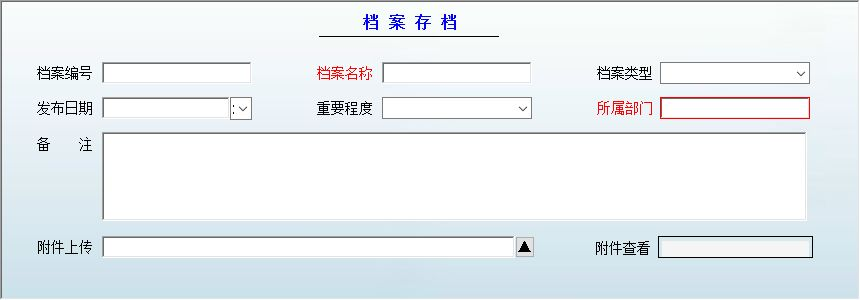 档 案 存 档
档案编号 档案名称 档案类型
发布日期 重要程度 所属部门
备 注
附件上传 附件查看